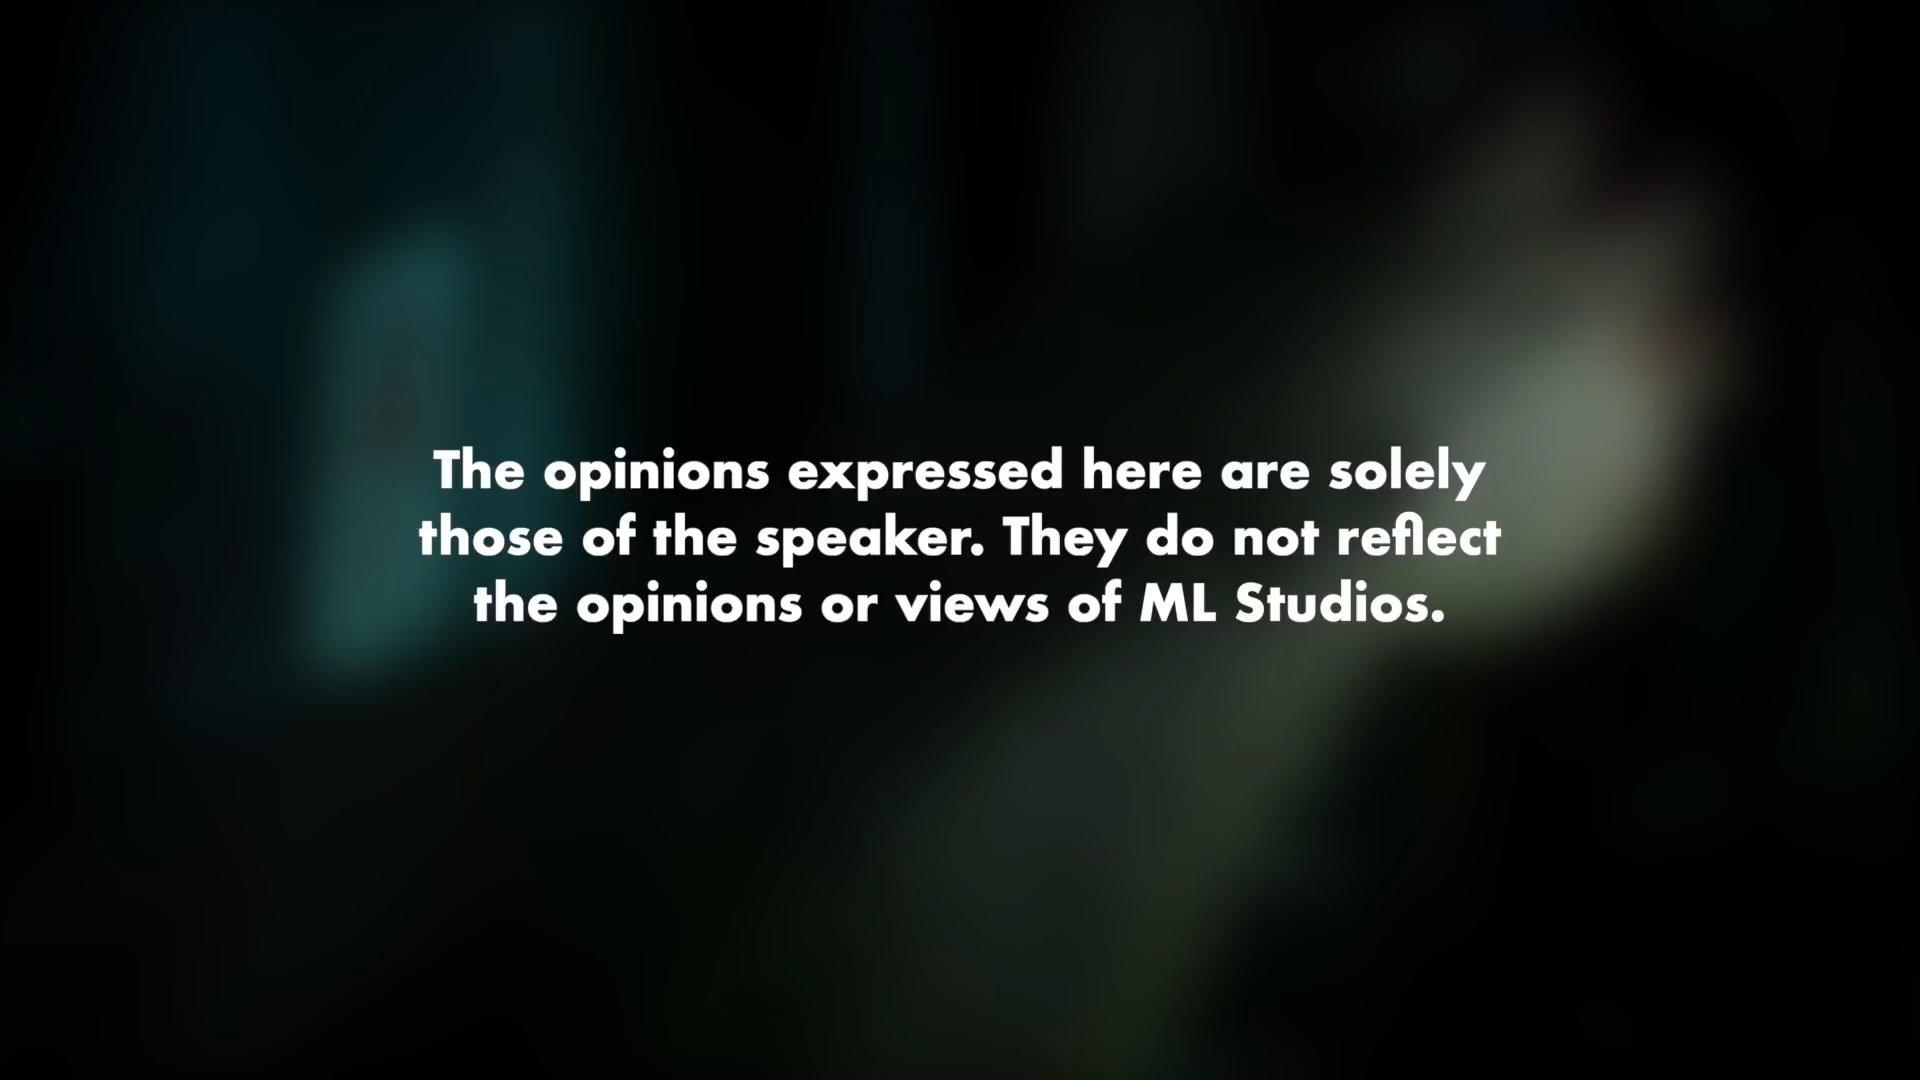 The opinions expressed here are solely
those of the speaker. They do not reflect
the opinions or views of ML Studios.